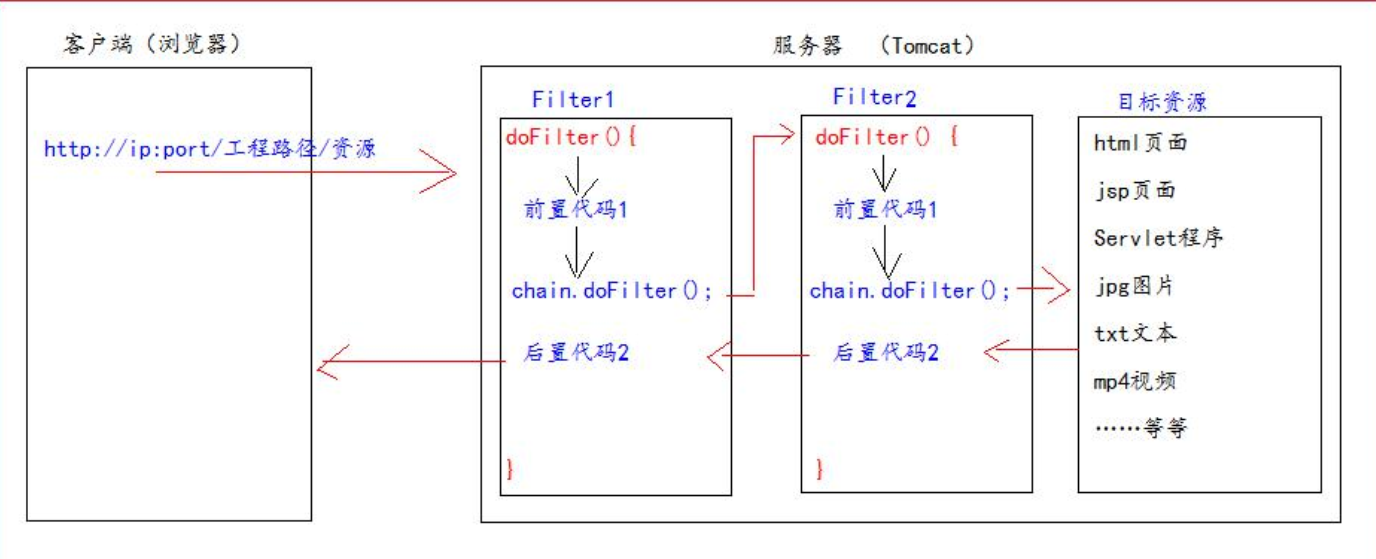 客户端（浏览器）
http://ip:port/工程路径/资源
服务器 （Tomcat）
Filter1
doFilter(){
前置代码1
chain.doFilter();
后置代码2
}
Filter2
doFilter() {
前置代码1
chain.doFilter();
后置代码2
}
目标资源
html页面
jsp页面
Servlet程序
jpg图片
txt文本
mp4视频
……等等